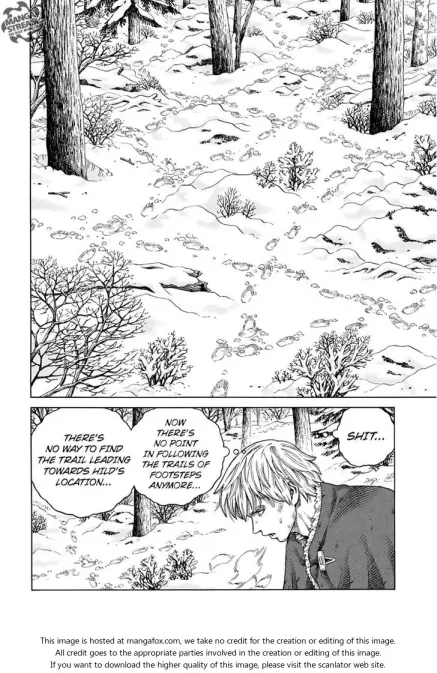 SHIT...
NOW
THERE'S
NO POINT
IN FOLLOWING
THE TRAILS OF
FOOTSTEPS
ANYMORE...
THERE'S
NO WAY TO FIND
THE TRAIL LEADING
TOWARDS HILD'S
LOCATION...
This image is hosted at mangafox.com, we take no credit for the creation or editing of this image.
All credit goes to the appropriate parties involved in the creation or editing of this image.
If you want to download the higher quality of this image, please visit the scanlator web site.